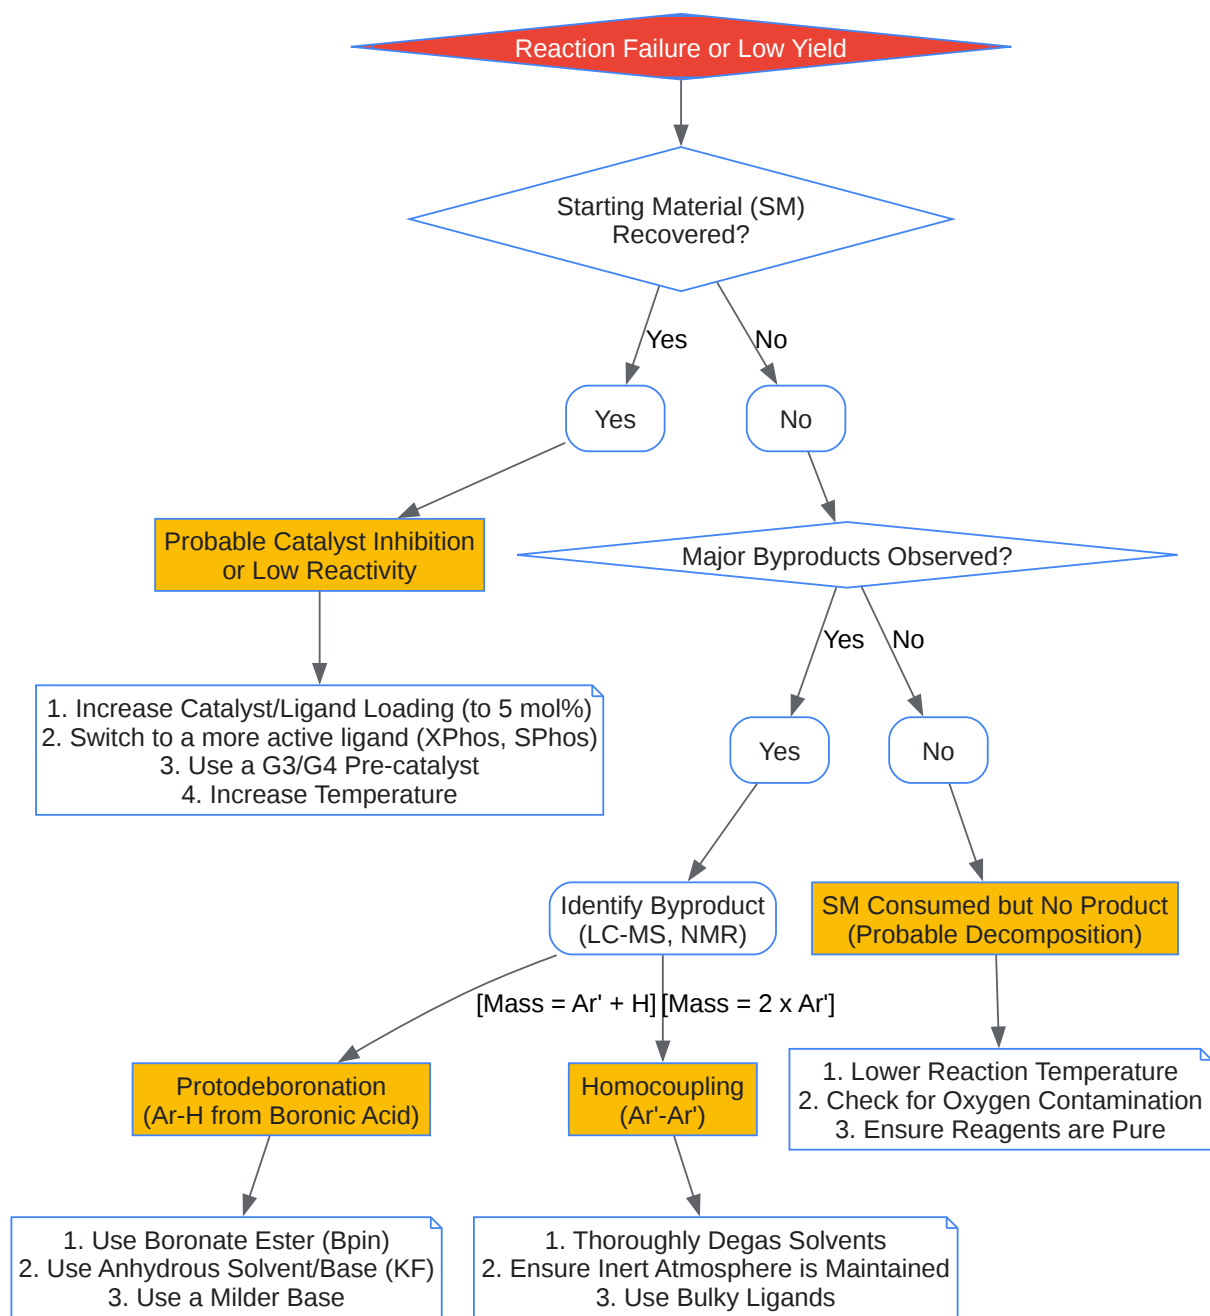 Reaction Failure or Low Yield
Starting Material (SM)
Recovered?
Yes
No
Yes
No
Probable Catalyst Inhibition
or Low Reactivity
Major Byproducts Observed?
1. Increase Catalyst/Ligand Loading (to 5 mol%)
2. Switch to a more active ligand (XPhos, SPhos)
3. Use a G3/G4 Pre-catalyst
4. Increase Temperature
Yes
No
Yes
No
Identify Byproduct
(LC-MS, NMR)
SM Consumed but No Product
(Probable Decomposition)
[Mass = Ar' + H]
[Mass = 2 x Ar']
Protodeboronation
(Ar-H from Boronic Acid)
Homocoupling
(Ar'-Ar')
1. Lower Reaction Temperature
2. Check for Oxygen Contamination
3. Ensure Reagents are Pure
1. Use Boronate Ester (Bpin)
2. Use Anhydrous Solvent/Base (KF)
3. Use a Milder Base
1. Thoroughly Degas Solvents
2. Ensure Inert Atmosphere is Maintained
3. Use Bulky Ligands